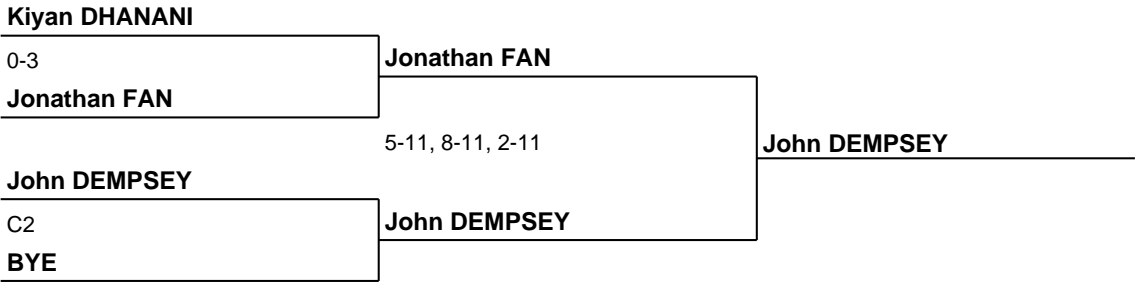 Kiyan DHANANI
0-3
Jonathan FAN
Jonathan FAN
5-11, 8-11, 2-11
John DEMPSEY
John DEMPSEY
C2
John DEMPSEY
BYE